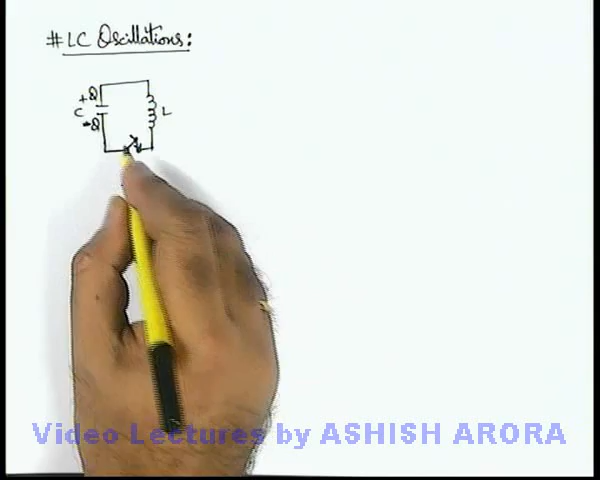 # LC Oscillations:
+Q
C L
-Q
Video Lectures by ASHISH ARORA